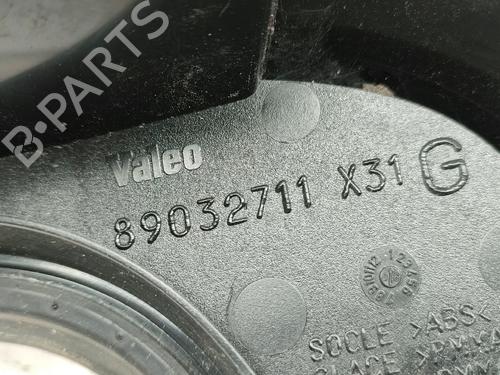 B-PARTS
Valeo
89032711 X31 G
SOCLE >ABS<